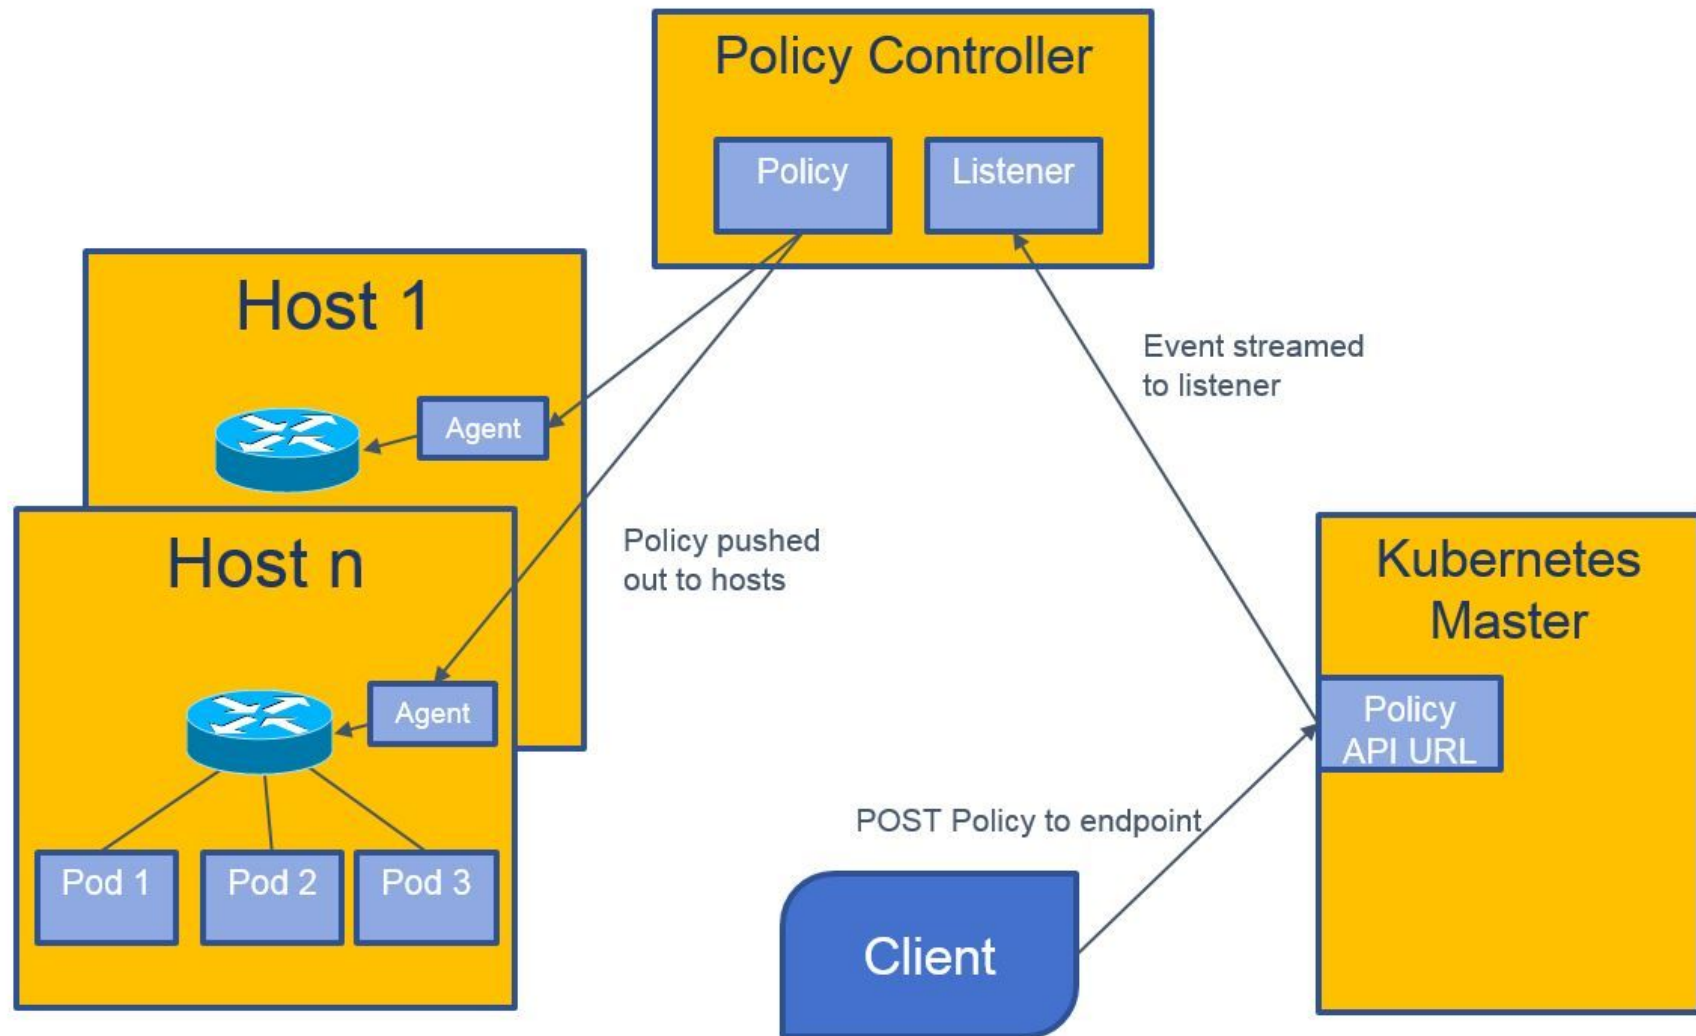 Policy Controller
Policy
Listener
Host 1
Agent
Event streamed
to listener
Policy pushed
out to hosts
Host n
Agent
Pod 1
Pod 2
Pod 3
Kubernetes
Master
Policy
API URL
POST Policy to endpoint
Client